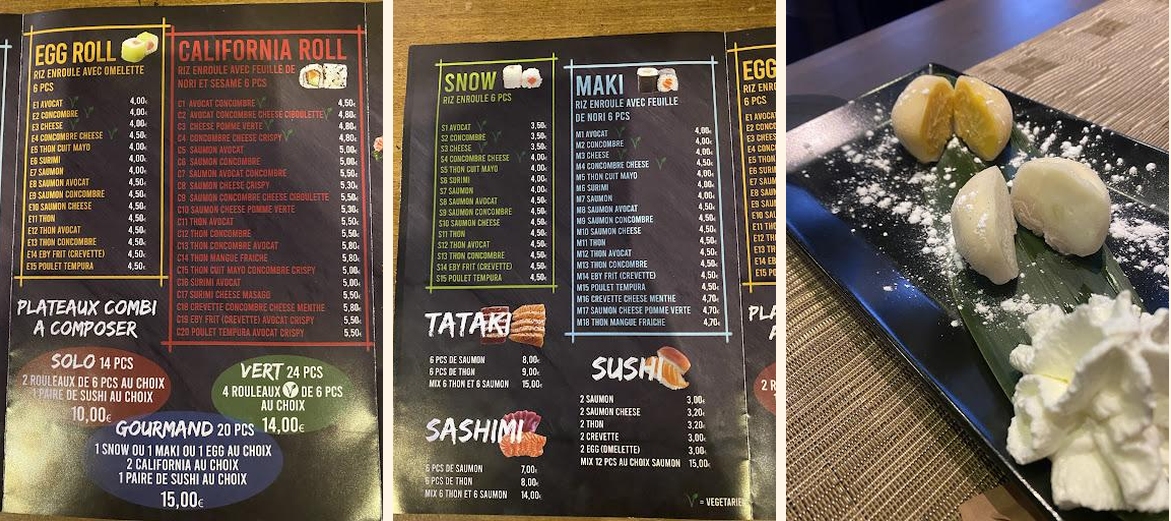 EGG ROLL
RIZ ENROULE AVEC OMELETTE
6 PCS
E1 AVOCAT 4,00€
E2 CONCOMBRE 4,00€
E3 CHEESE 4,00€
E4 CONCOMBRE CHEESE 4,50€
E5 THON CUIT MAYO 4,00€
E6 SURIMI 4,00€
E7 SAUMON 4,00€
E8 SAUMON AVOCAT 4,50€
E9 SAUMON CONCOMBRE 4,50€
E10 SAUMON CHEESE 4,50€
E11 THON 4,50€
E12 THON AVOCAT 4,50€
E13 THON CONCOMBRE 4,50€
E14 EBY FRIT (CREVETTE) 4,50€
E15 POULET TEMPURA 4,50€
CALIFORNIA ROLL
RIZ ENROULE AVEC FEUILLE DE
NORI ET SESAME 6 PCS
C1 AVOCAT CONCOMBRE 4,50€
C2 AVOCAT CONCOMBRE CHEESE CIBOULETTE 4,80€
C3 CHEESE POMME VERTE 4,80€
C4 CONCOMBRE CHEESE CRISPY 4,80€
C5 SAUMON AVOCAT 5,00€
C6 SAUMON CONCOMBRE 5,00€
C7 SAUMON AVOCAT CONCOMBRE 5,50€
C8 SAUMON CHEESE CRISPY 5,30€
C9 SAUMON CONCOMBRE CHEESE CIBOULETTE 5,50€
C10 SAUMON CHEESE POMME VERTE 5,30€
C11 THON AVOCAT 5,50€
C12 THON CONCOMBRE 5,50€
C13 THON CONCOMBRE AVOCAT 5,80€
C14 THON MANGUE FRAICHE 5,80€
C15 THON CUIT MAYO CONCOMBRE CRISPY 5,00€
C16 SURIMI AVOCAT 5,00€
C17 SURIMI CHEESE MASAGO 5,50€
C18 CREVETTE CONCOMBRE CHEESE MENTHE 5,80€
C19 EBY FRIT (CREVETTE) AVOCAT CRISPY 5,50€
C20 POULET TEMPURA AVOCAT CRISPY 5,50€
PLATEAUX COMBI
A COMPOSER
SOLO 14 PCS
2 ROULEAUX DE 6 PCS AU CHOIX
1 PAIRE DE SUSHI AU CHOIX
10,00€
VERT 24 PCS
4 ROULEAUX V DE 6 PCS
AU CHOIX
14,00€
GOURMAND 20 PCS
1 SNOW OU 1 MAKI OU 1 EGG AU CHOIX
2 CALIFORNIA AU CHOIX
1 PAIRE DE SUSHI AU CHOIX
15,00€
SNOW
RIZ ENROULE 6 PCS
S1 AVOCAT 3,50€
S2 CONCOMBRE 3,50€
S3 CHEESE 3,50€
S4 CONCOMBRE CHEESE 4,00€
S5 THON CUIT MAYO 4,00€
S6 SURIMI 4,00€
S7 SAUMON 4,00€
S8 SAUMON AVOCAT 4,50€
S9 SAUMON CONCOMBRE 4,50€
S10 SAUMON CHEESE 4,50€
S11 THON 4,50€
S12 THON AVOCAT 4,50€
S13 THON CONCOMBRE 4,50€
S14 EBY FRIT (CREVETTE) 4,50€
S15 POULET TEMPURA 4,50€
MAKI
RIZ ENROULE AVEC FEUILLE
DE NORI 6 PCS
M1 AVOCAT 4,00€
M2 CONCOMBRE 4,00€
M3 CHEESE 4,00€
M4 CONCOMBRE CHEESE 4,50€
M5 THON CUIT MAYO 4,00€
M6 SURIMI 4,00€
M7 SAUMON 4,00€
M8 SAUMON AVOCAT 4,50€
M9 SAUMON CONCOMBRE 4,50€
M10 SAUMON CHEESE 4,50€
M11 THON 4,50€
M12 THON AVOCAT 4,50€
M13 THON CONCOMBRE 4,50€
M14 EBY FRIT (CREVETTE) 4,50€
M15 POULET TEMPURA 4,50€
M16 CREVETTE CHEESE MENTHE 4,70€
M17 SAUMON CHEESE POMME VERTE 4,70€
M18 THON MANGUE FRAICHE 4,70€
TATAKI
6 PCS DE SAUMON 8,00€
6 PCS DE THON 9,00€
MIX 6 THON ET 6 SAUMON 15,00€
SASHIMI
6 PCS DE SAUMON 7,00€
6 PCS DE THON 8,00€
MIX 6 THON ET 6 SAUMON 14,00€
SUSHI
2 SAUMON 3,00€
2 SAUMON CHEESE 3,20€
2 THON 3,20€
2 CREVETTE 3,00€
2 EGG (OMELETTE) 3,00€
MIX 12 PCS AU CHOIX SAUMON 15,00€
V = VEGETARIEN
EGG
RIZ ENRO
6 PCS